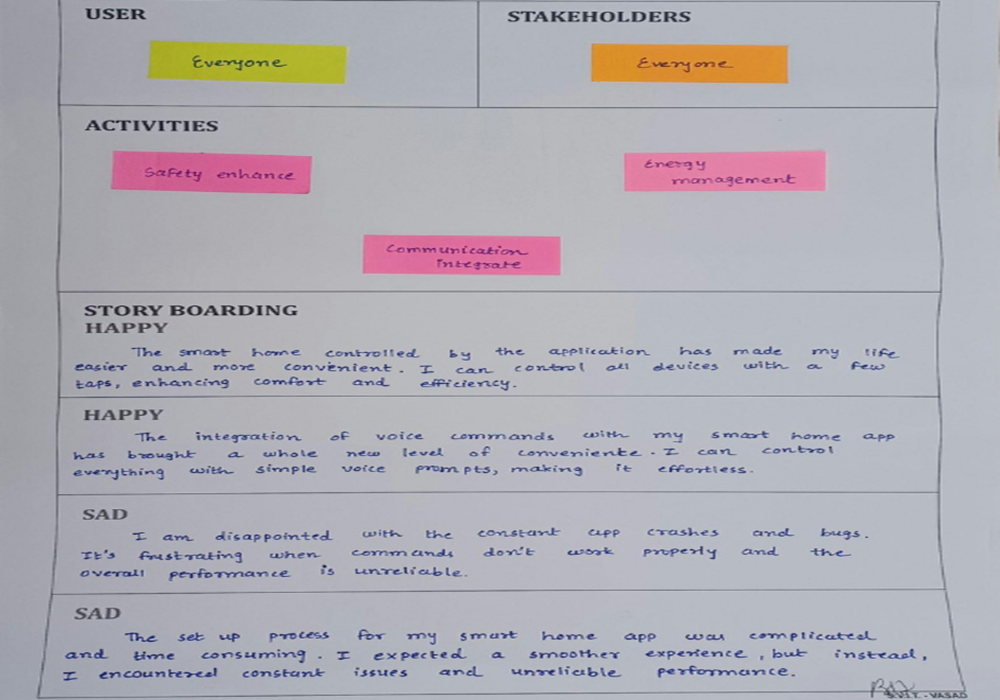 USER
STAKEHOLDERS
Everyone
Everyone
ACTIVITIES
Safety enhance
Energy
management
Communication
integrate
STORY BOARDING
HAPPY
The smart home controlled by the application has made my life
easier and more convenient. I can control all devices with a few
taps, enhancing comfort and efficiency.
HAPPY
The integration of voice commands with my smart home app
has brought a whole new level of conveniente. I can control
everything with simple voice prompts, making it effortless.
SAD
I am disappointed with the constant app crashes and bugs.
It's frustrating when commands don't work properly and the
overall performance is unreliable.
SAD
The set up process for my smart home app was complicated
and time consuming. I expected a smoother experience, but instead,
I encountered constant issues and unreliable performance.
- VASAD